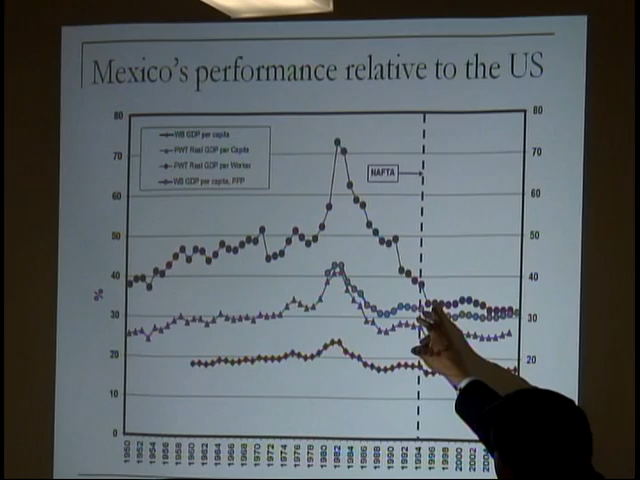 Mexico's performance relative to the US
80 80
WB GDP per capita
PWT Real GDP per Capita
PWT Real GDP per Worker
WB GDP per capita, PPP
70 70
NAFTA
60 60
50 50
40 40
%
30 30
20 20
10
0
1950 1952 1954 1956 1958 1960 1962 1964 1966 1968 1970 1972 1974 1976 1978 1980 1982 1984 1986 1988 1990 1992 1994 1996 1998 2000 2002